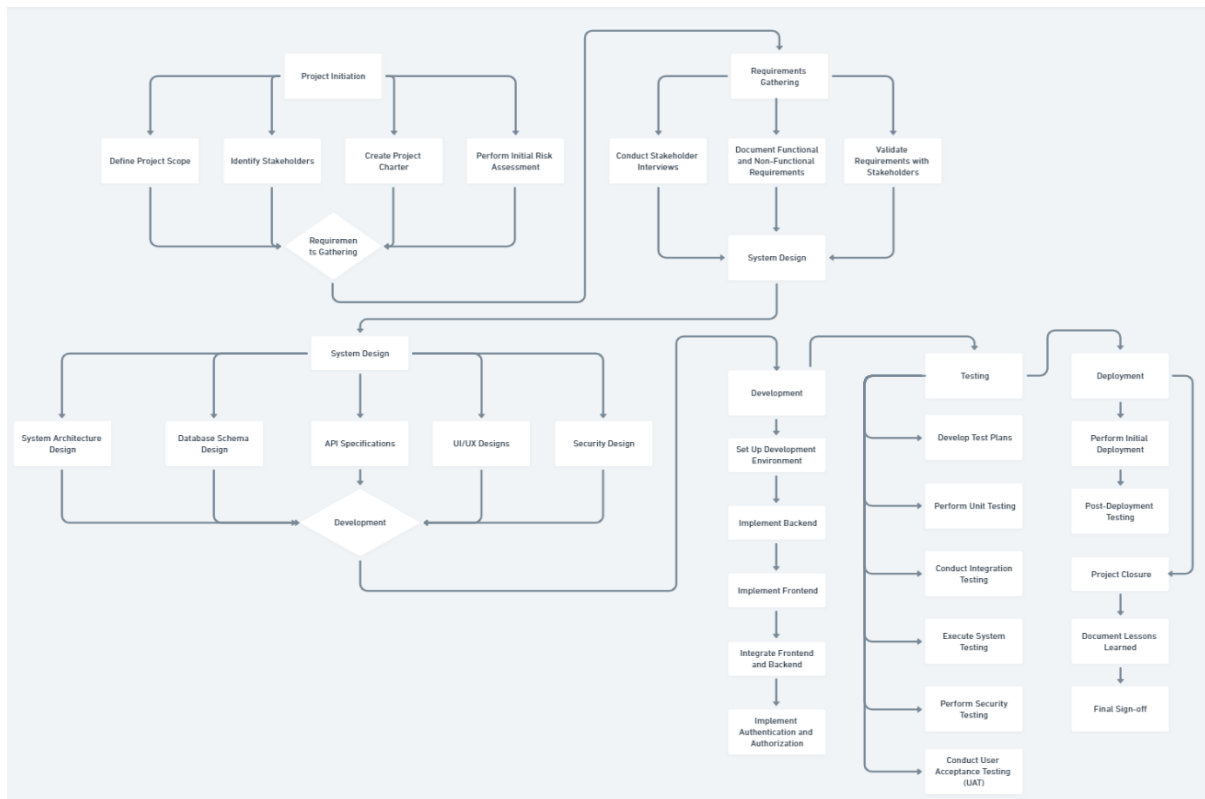 Project Initiation
Define Project Scope
Identify Stakeholders
Create Project
Charter
Perform Initial Risk
Assessment
Requiremen
ts Gathering
Requirements
Gathering
Conduct Stakeholder
Interviews
Document Functional
and Non-Functional
Requirements
Validate
Requirements with
Stakeholders
System Design
System Design
System Architecture
Design
Database Schema
Design
API Specifications
UI/UX Designs
Security Design
Development
Development
Set Up Development
Environment
Implement Backend
Implement Frontend
Integrate Frontend
and Backend
Implement
Authentication and
Authorization
Testing
Develop Test Plans
Perform Unit Testing
Conduct Integration
Testing
Execute System
Testing
Perform Security
Testing
Conduct User
Acceptance Testing
(UAT)
Deployment
Perform Initial
Deployment
Post-Deployment
Testing
Project Closure
Document Lessons
Learned
Final Sign-off